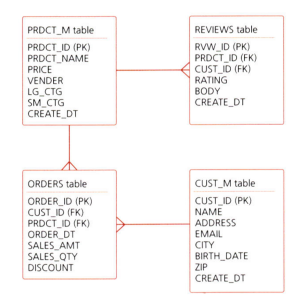 PRDCT_M table
PRDCT_ID (PK)
PRDCT_NAME
PRICE
VENDER
LG_CTG
SM_CTG
CREATE_DT
REVIEWS table
RVW_ID (PK)
PRDCT_ID (FK)
CUST_ID (FK)
RATING
BODY
CREATE_DT
ORDERS table
ORDER_ID (PK)
CUST_ID (FK)
PRDCT_ID (FK)
ORDER_DT
SALES_AMT
SALES_QTY
DISCOUNT
CUST_M table
CUST_ID (PK)
NAME
ADDRESS
EMAIL
CITY
BIRTH_DATE
ZIP
CREATE_DT